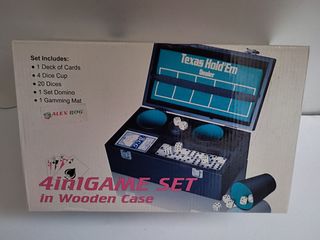 Set Includes:
• 1 Deck of Cards
• 4 Dice Cup
• 20 Dices
• 1 Set Domino
• 1 Gamming Mat
ALEX BOG
Texas Hold'Em
Dealer
4in1GAME SET
in Wooden Case